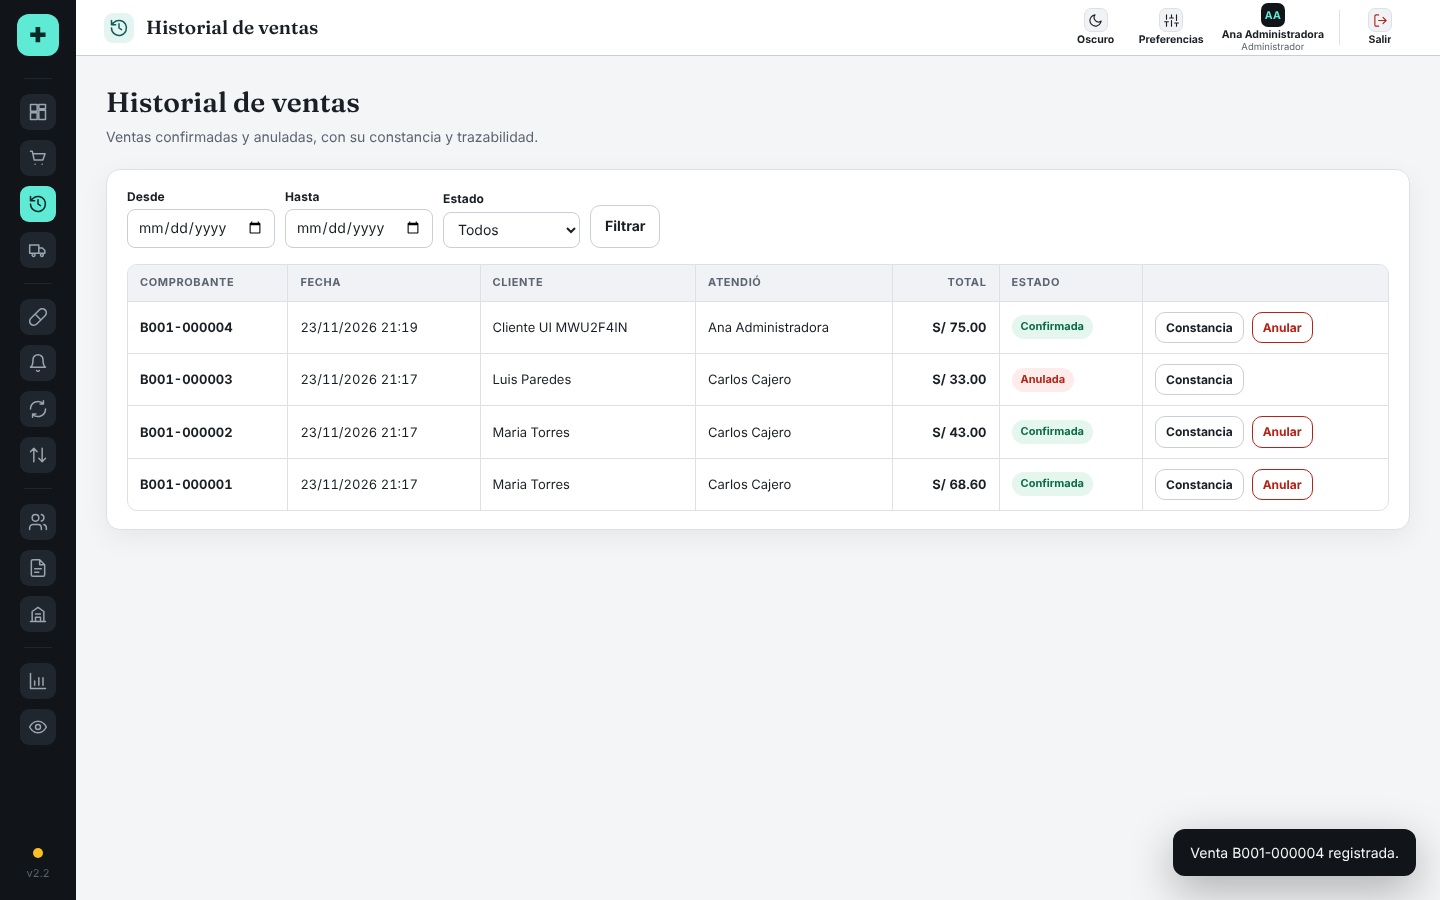 Historial de ventas
Oscuro
Preferencias
AA
Ana Administradora
Administrador
Salir
Historial de ventas
Ventas confirmadas y anuladas, con su constancia y trazabilidad.
Desde
Hasta
Estado
mm/dd/yyyy
mm/dd/yyyy
Todos
Filtrar
COMPROBANTE FECHA CLIENTE ATENDIÓ TOTAL ESTADO
B001-000004 23/11/2026 21:19 Cliente UI MWU2F4IN Ana Administradora S/ 75.00 Confirmada Constancia Anular
B001-000003 23/11/2026 21:17 Luis Paredes Carlos Cajero S/ 33.00 Anulada Constancia
B001-000002 23/11/2026 21:17 Maria Torres Carlos Cajero S/ 43.00 Confirmada Constancia Anular
B001-000001 23/11/2026 21:17 Maria Torres Carlos Cajero S/ 68.60 Confirmada Constancia Anular
Venta B001-000004 registrada.
v2.2